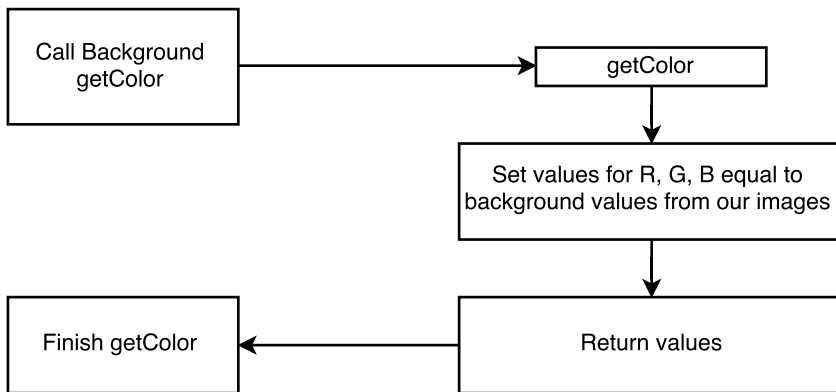 Call Background
getColor
getColor
Set values for R, G, B equal to
background values from our images
Return values
Finish getColor